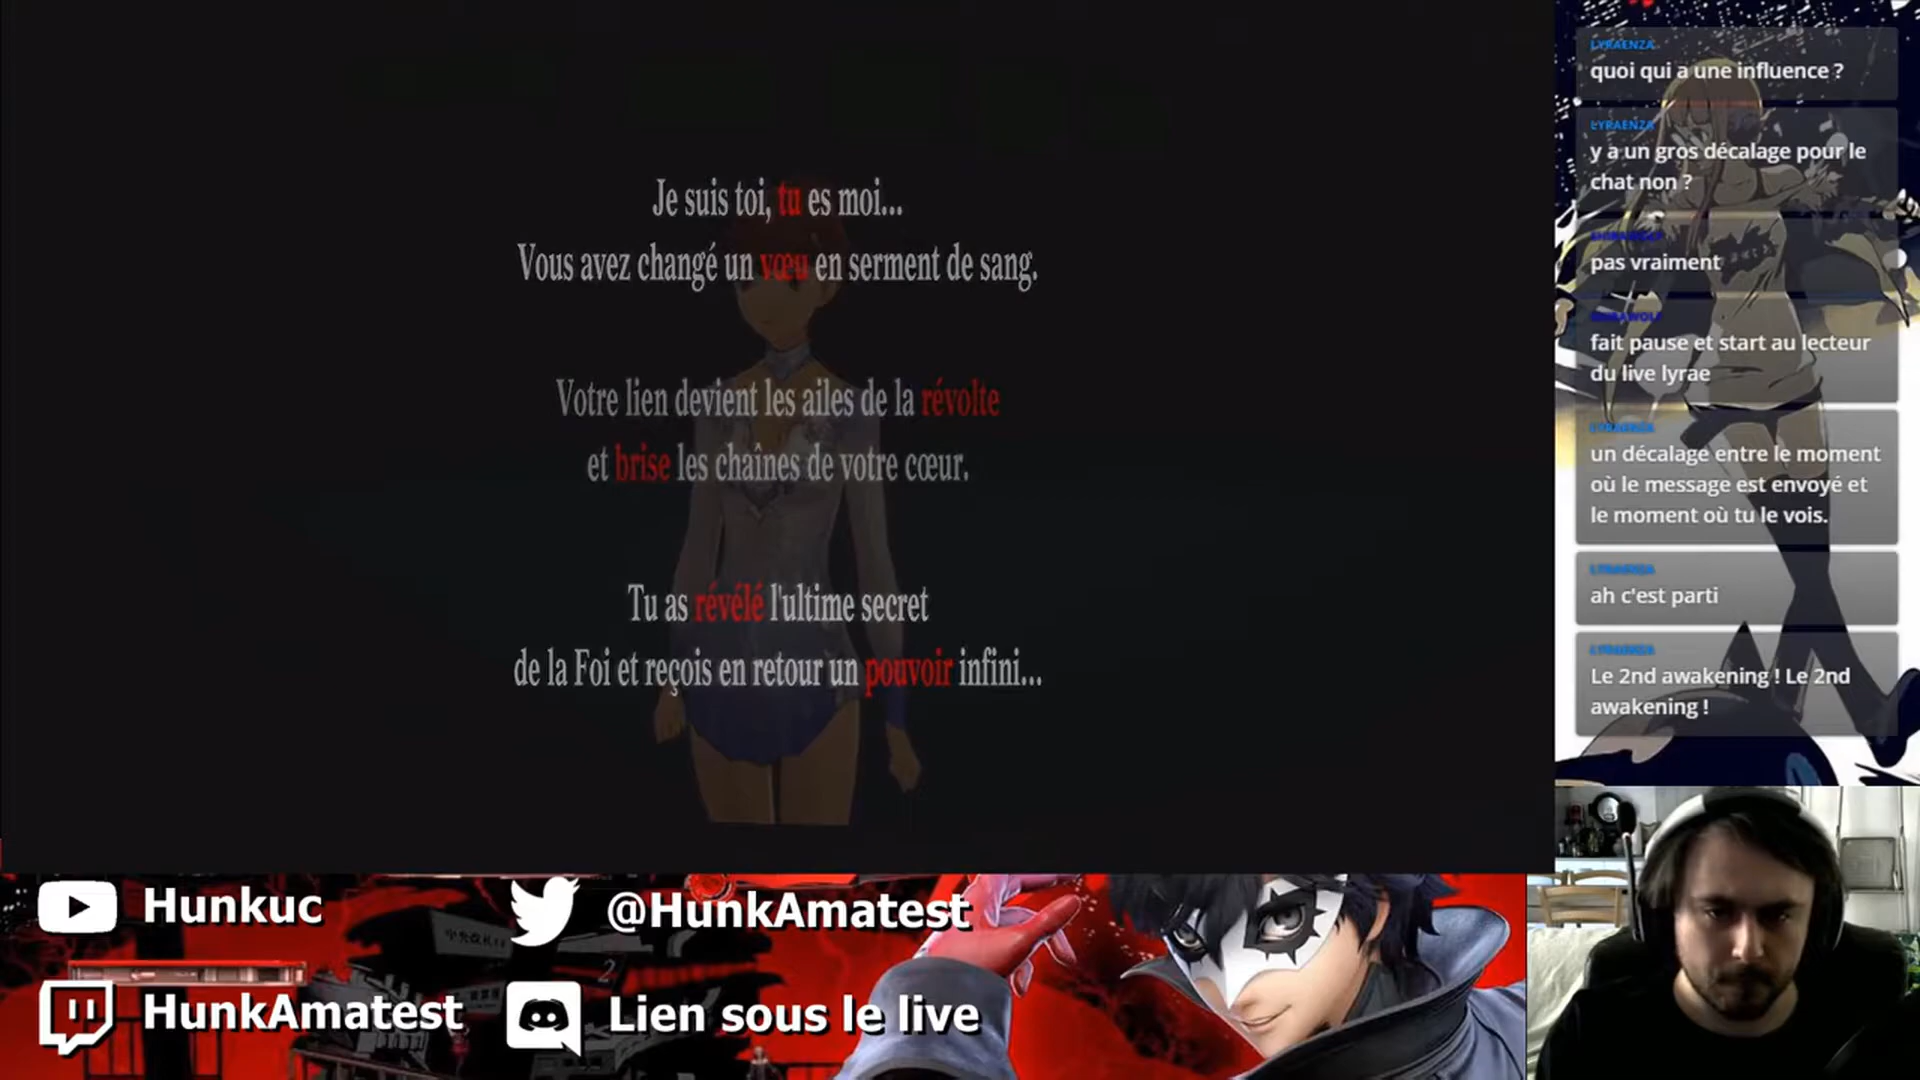 Je suis toi, tu es moi...
Vous avez changé un vœu en serment de sang.
Votre lien devient les ailes de la révolte
et brise les chaînes de votre cœur.
Tu as révélé l'ultime secret
de la Foi et reçois en retour un pouvoir infini...
LYRAENZA
quoi qui a une influence ?
LYRAENZA
y a un gros décalage pour le
chat non ?
pas vraiment
fait pause et start au lecteur
du live lyrae
LYRAENZA
un décalage entre le moment
où le message est envoyé et
le moment où tu le vois.
LYRAENZA
ah c'est parti
LYRAENZA
Le 2nd awakening ! Le 2nd
awakening !
Hunkuc
@HunkAmatest
HunkAmatest
Lien sous le live